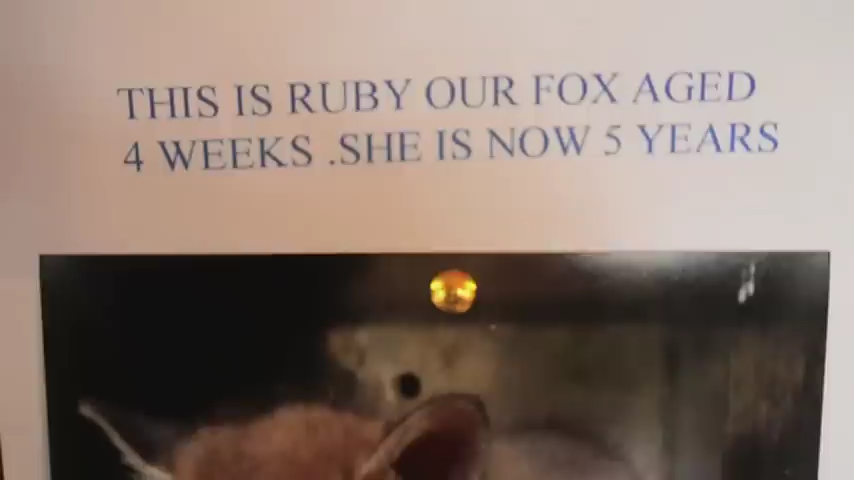 THIS IS RUBY OUR FOX AGED
4 WEEKS .SHE IS NOW 5 YEARS